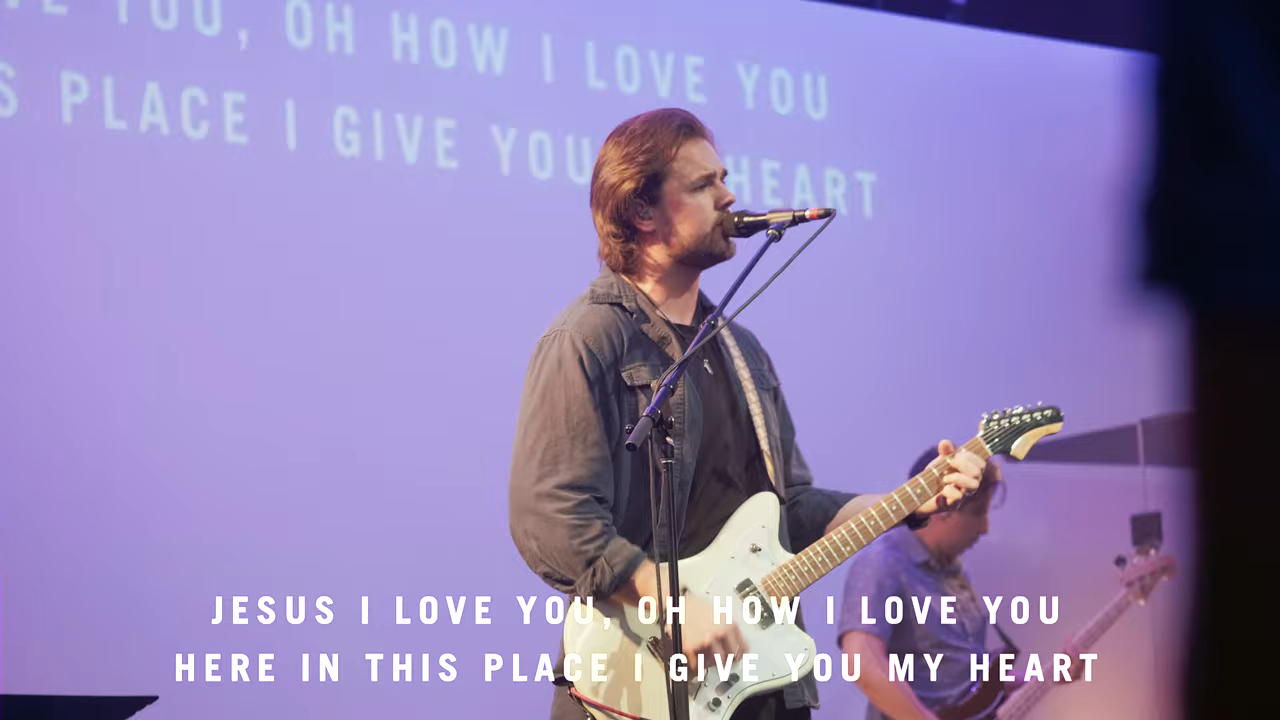 YOU, OH HOW I LOVE YOU
PLACE I GIVE YOU HEART
JESUS I LOVE YOU, OH HOW I LOVE YOU
HERE IN THIS PLACE I GIVE YOU MY HEART